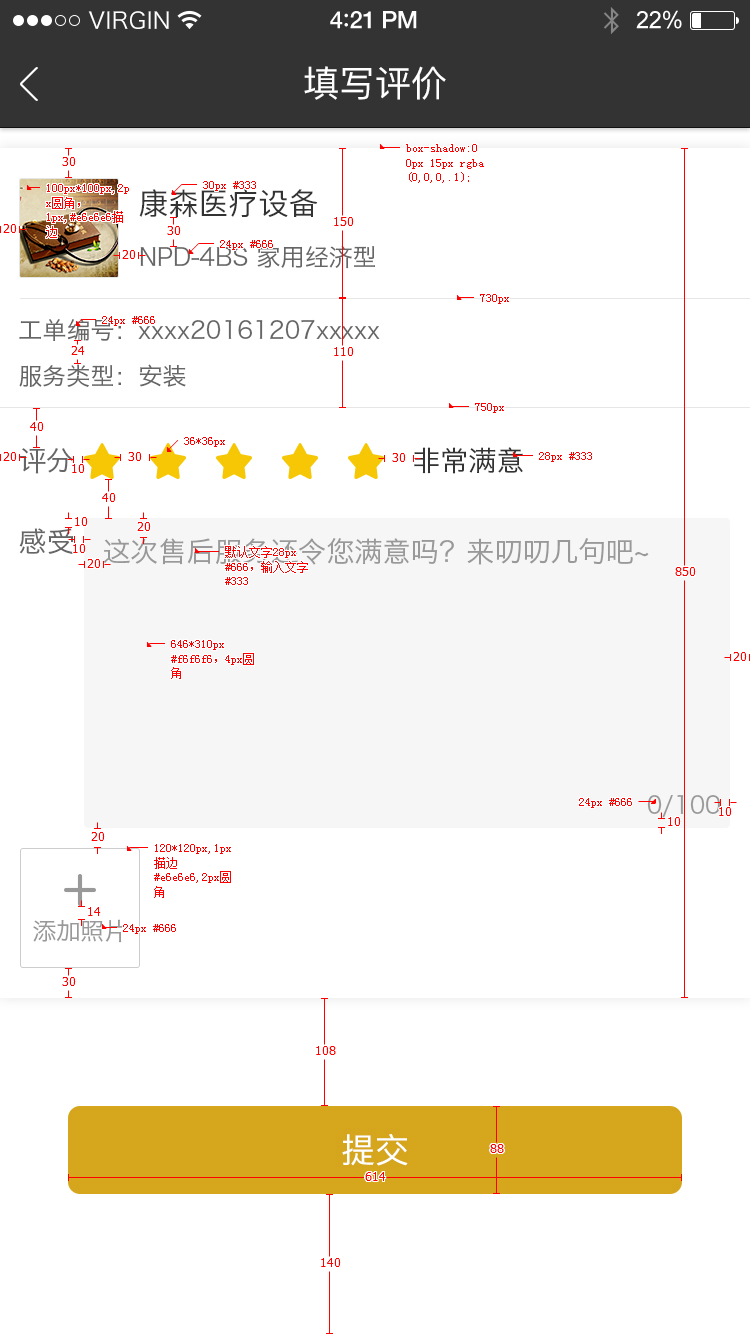 VIRGIN 4:21 PM 22%
填写评价
box-shadow:0
0px 15px rgba
(0,0,0,.1);
30
100px*100px,2p
x圆角，
1px,#e6e6e6描
边
30px #333
康森医疗设备
150
20
30
24px #666
20
NPD-4BS 家用经济型
730px
24px #666
工单编号：xxxx20161207xxxxx
24
110
服务类型：安装
750px
40
36*36px
20
评分
10
30
30
非常满意
28px #333
40
10
20
感受
10
这次售后服务还令您满意吗？来叨叨几句吧~
20
默认文字28px
#666，输入文字
#333
850
646*310px
#f6f6f6，4px圆
角
20
24px #666
0/100
10
10
20
120*120px,1px
描边
#e6e6e6,2px圆
角
14
添加照片
24px #666
30
108
提交
88
614
140